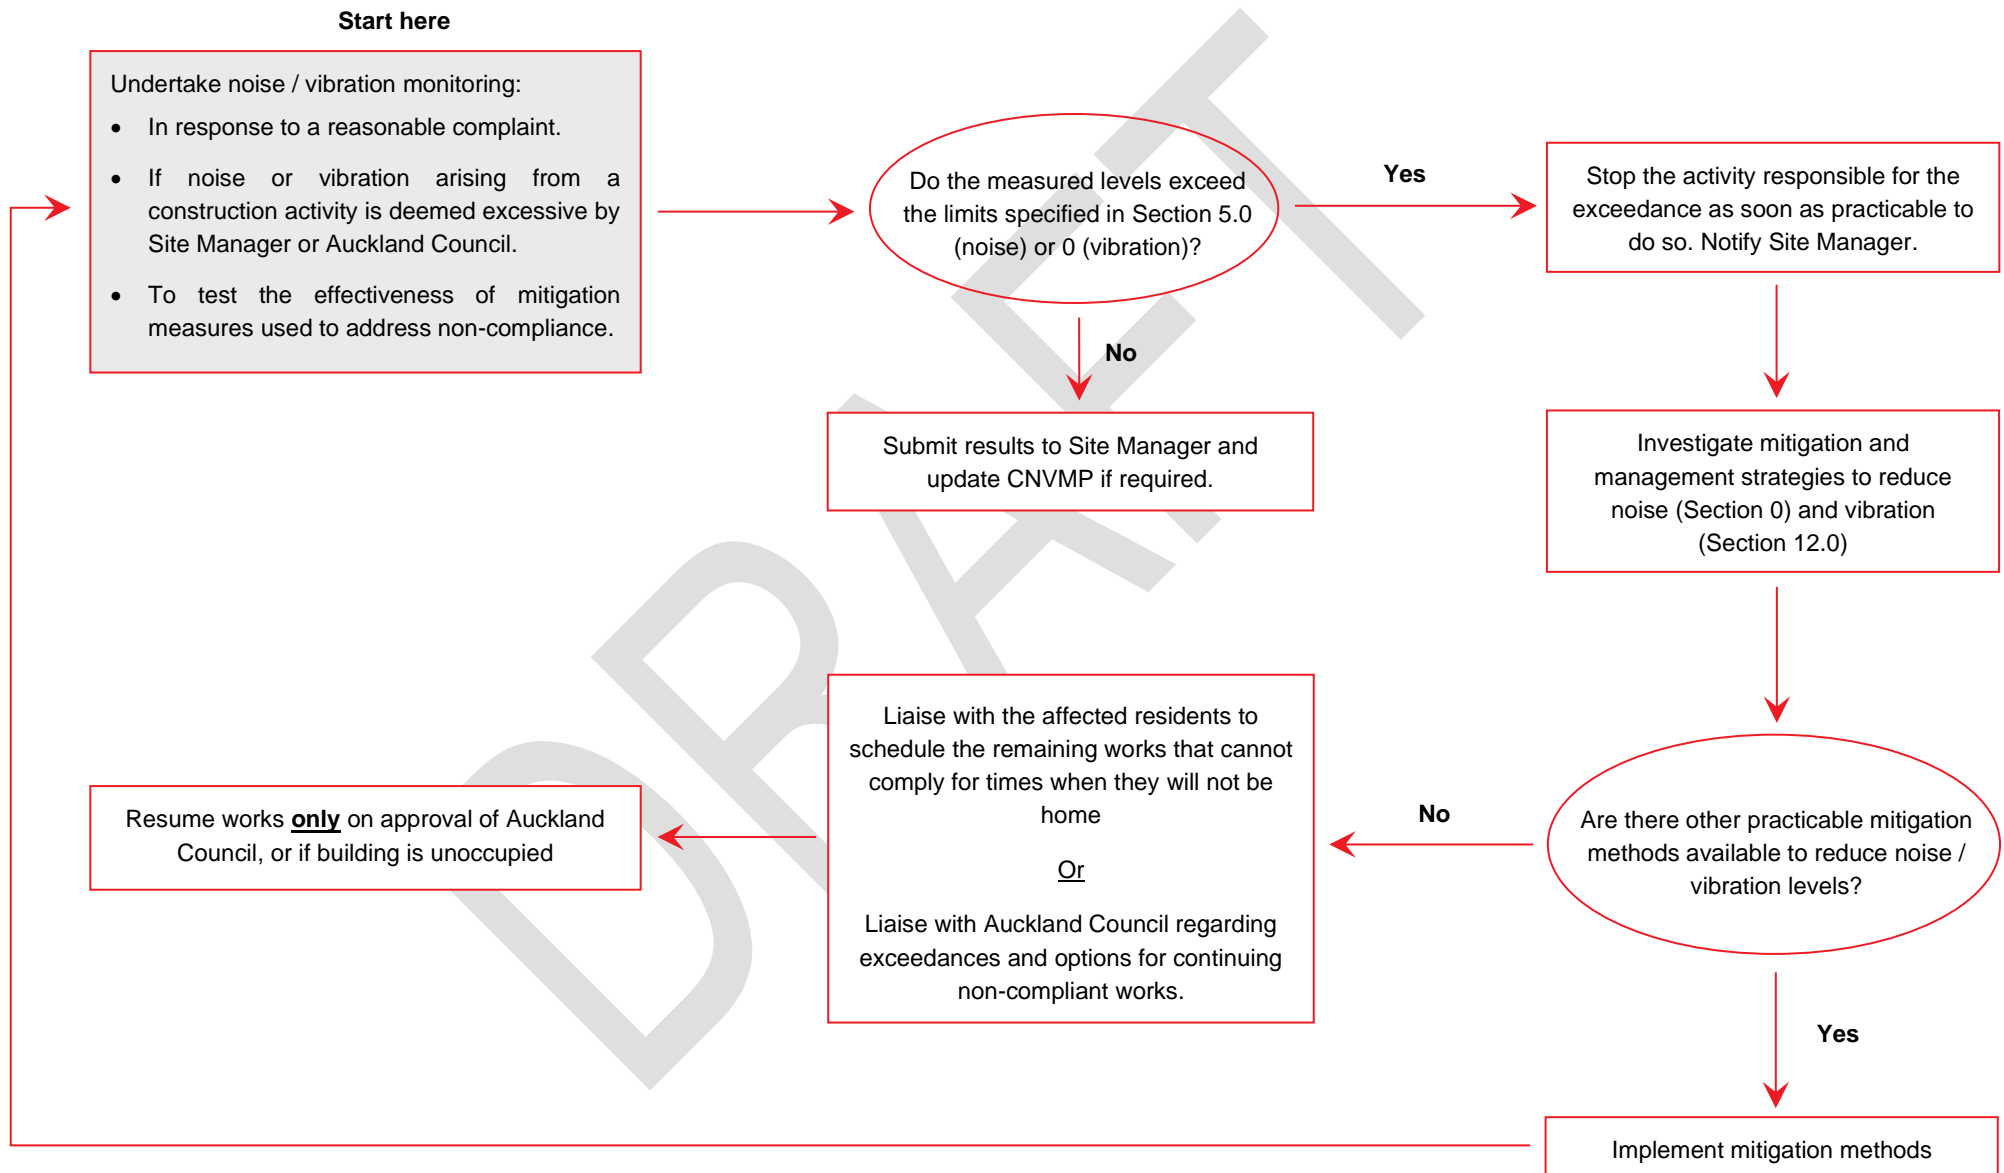 Start here
Undertake noise / vibration monitoring:
• In response to a reasonable complaint.
• If noise or vibration arising from a
construction activity is deemed excessive by
Site Manager or Auckland Council.
• To test the effectiveness of mitigation
measures used to address non-compliance.
Do the measured levels exceed
the limits specified in Section 5.0
(noise) or 0 (vibration)?
Yes
Stop the activity responsible for the
exceedance as soon as practicable to
do so. Notify Site Manager.
No
Submit results to Site Manager and
update CNVMP if required.
Investigate mitigation and
management strategies to reduce
noise (Section 0) and vibration
(Section 12.0)
Are there other practicable mitigation
methods available to reduce noise /
vibration levels?
No
Liaise with the affected residents to
schedule the remaining works that cannot
comply for times when they will not be
home
Or
Liaise with Auckland Council regarding
exceedances and options for continuing
non-compliant works.
Resume works only on approval of Auckland
Council, or if building is unoccupied
Yes
Implement mitigation methods
DRAFT